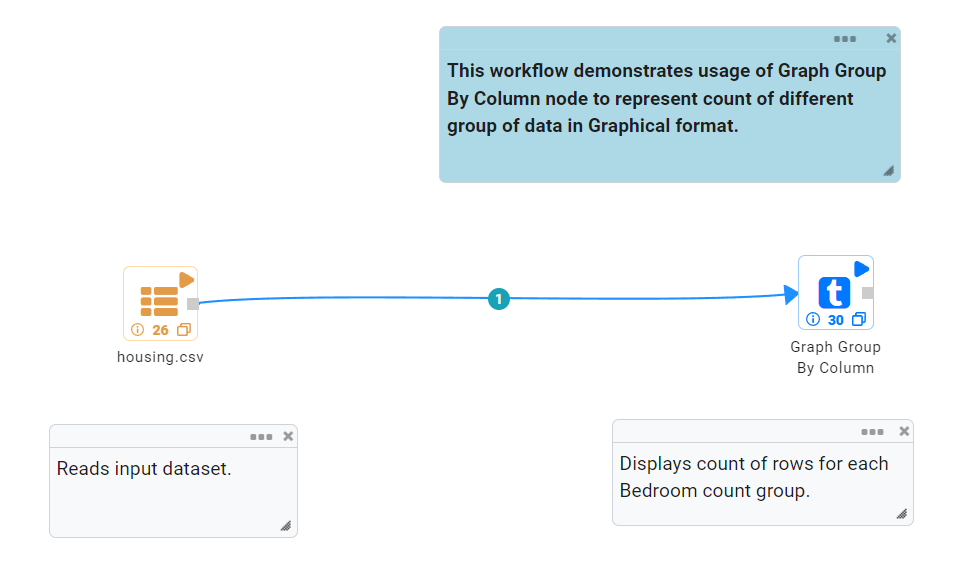 This workflow demonstrates usage of Graph Group
By Column node to represent count of different
group of data in Graphical format.
1
26
housing.csv
t
30
Graph Group
By Column
Reads input dataset.
Displays count of rows for each
Bedroom count group.